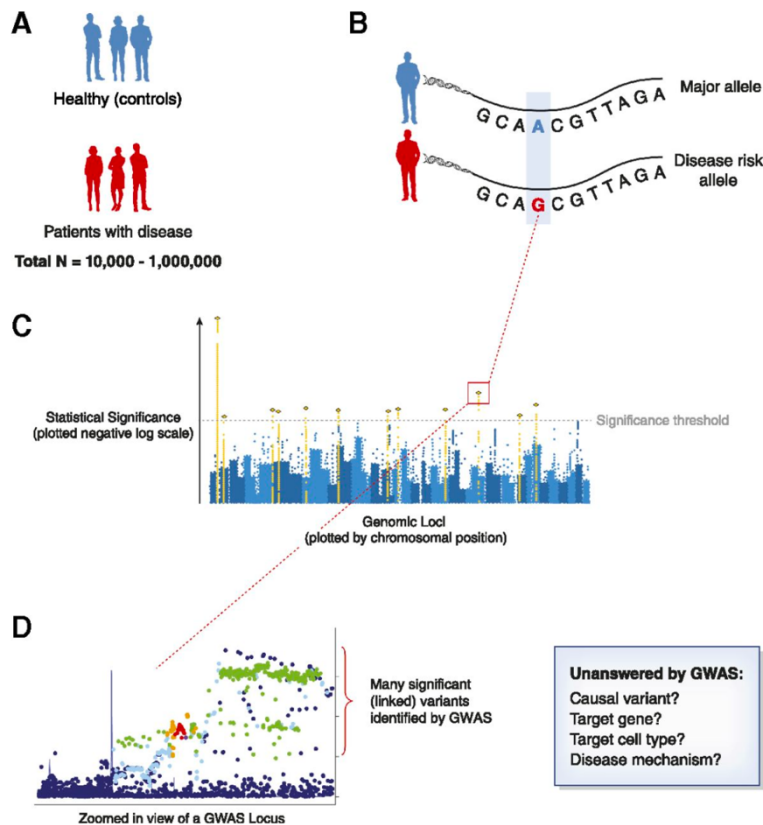 A
Healthy (controls)
Patients with disease
Total N = 10,000 - 1,000,000
B
GCAACGTTAGA
Major allele
GCAGCGTTAGA
Disease risk
allele
C
Statistical Significance
(plotted negative log scale)
Significance threshold
Genomic Loci
(plotted by chromosomal position)
D
Many significant
(linked) variants
identified by GWAS
Zoomed in view of a GWAS Locus
Unanswered by GWAS:
Causal variant?
Target gene?
Target cell type?
Disease mechanism?